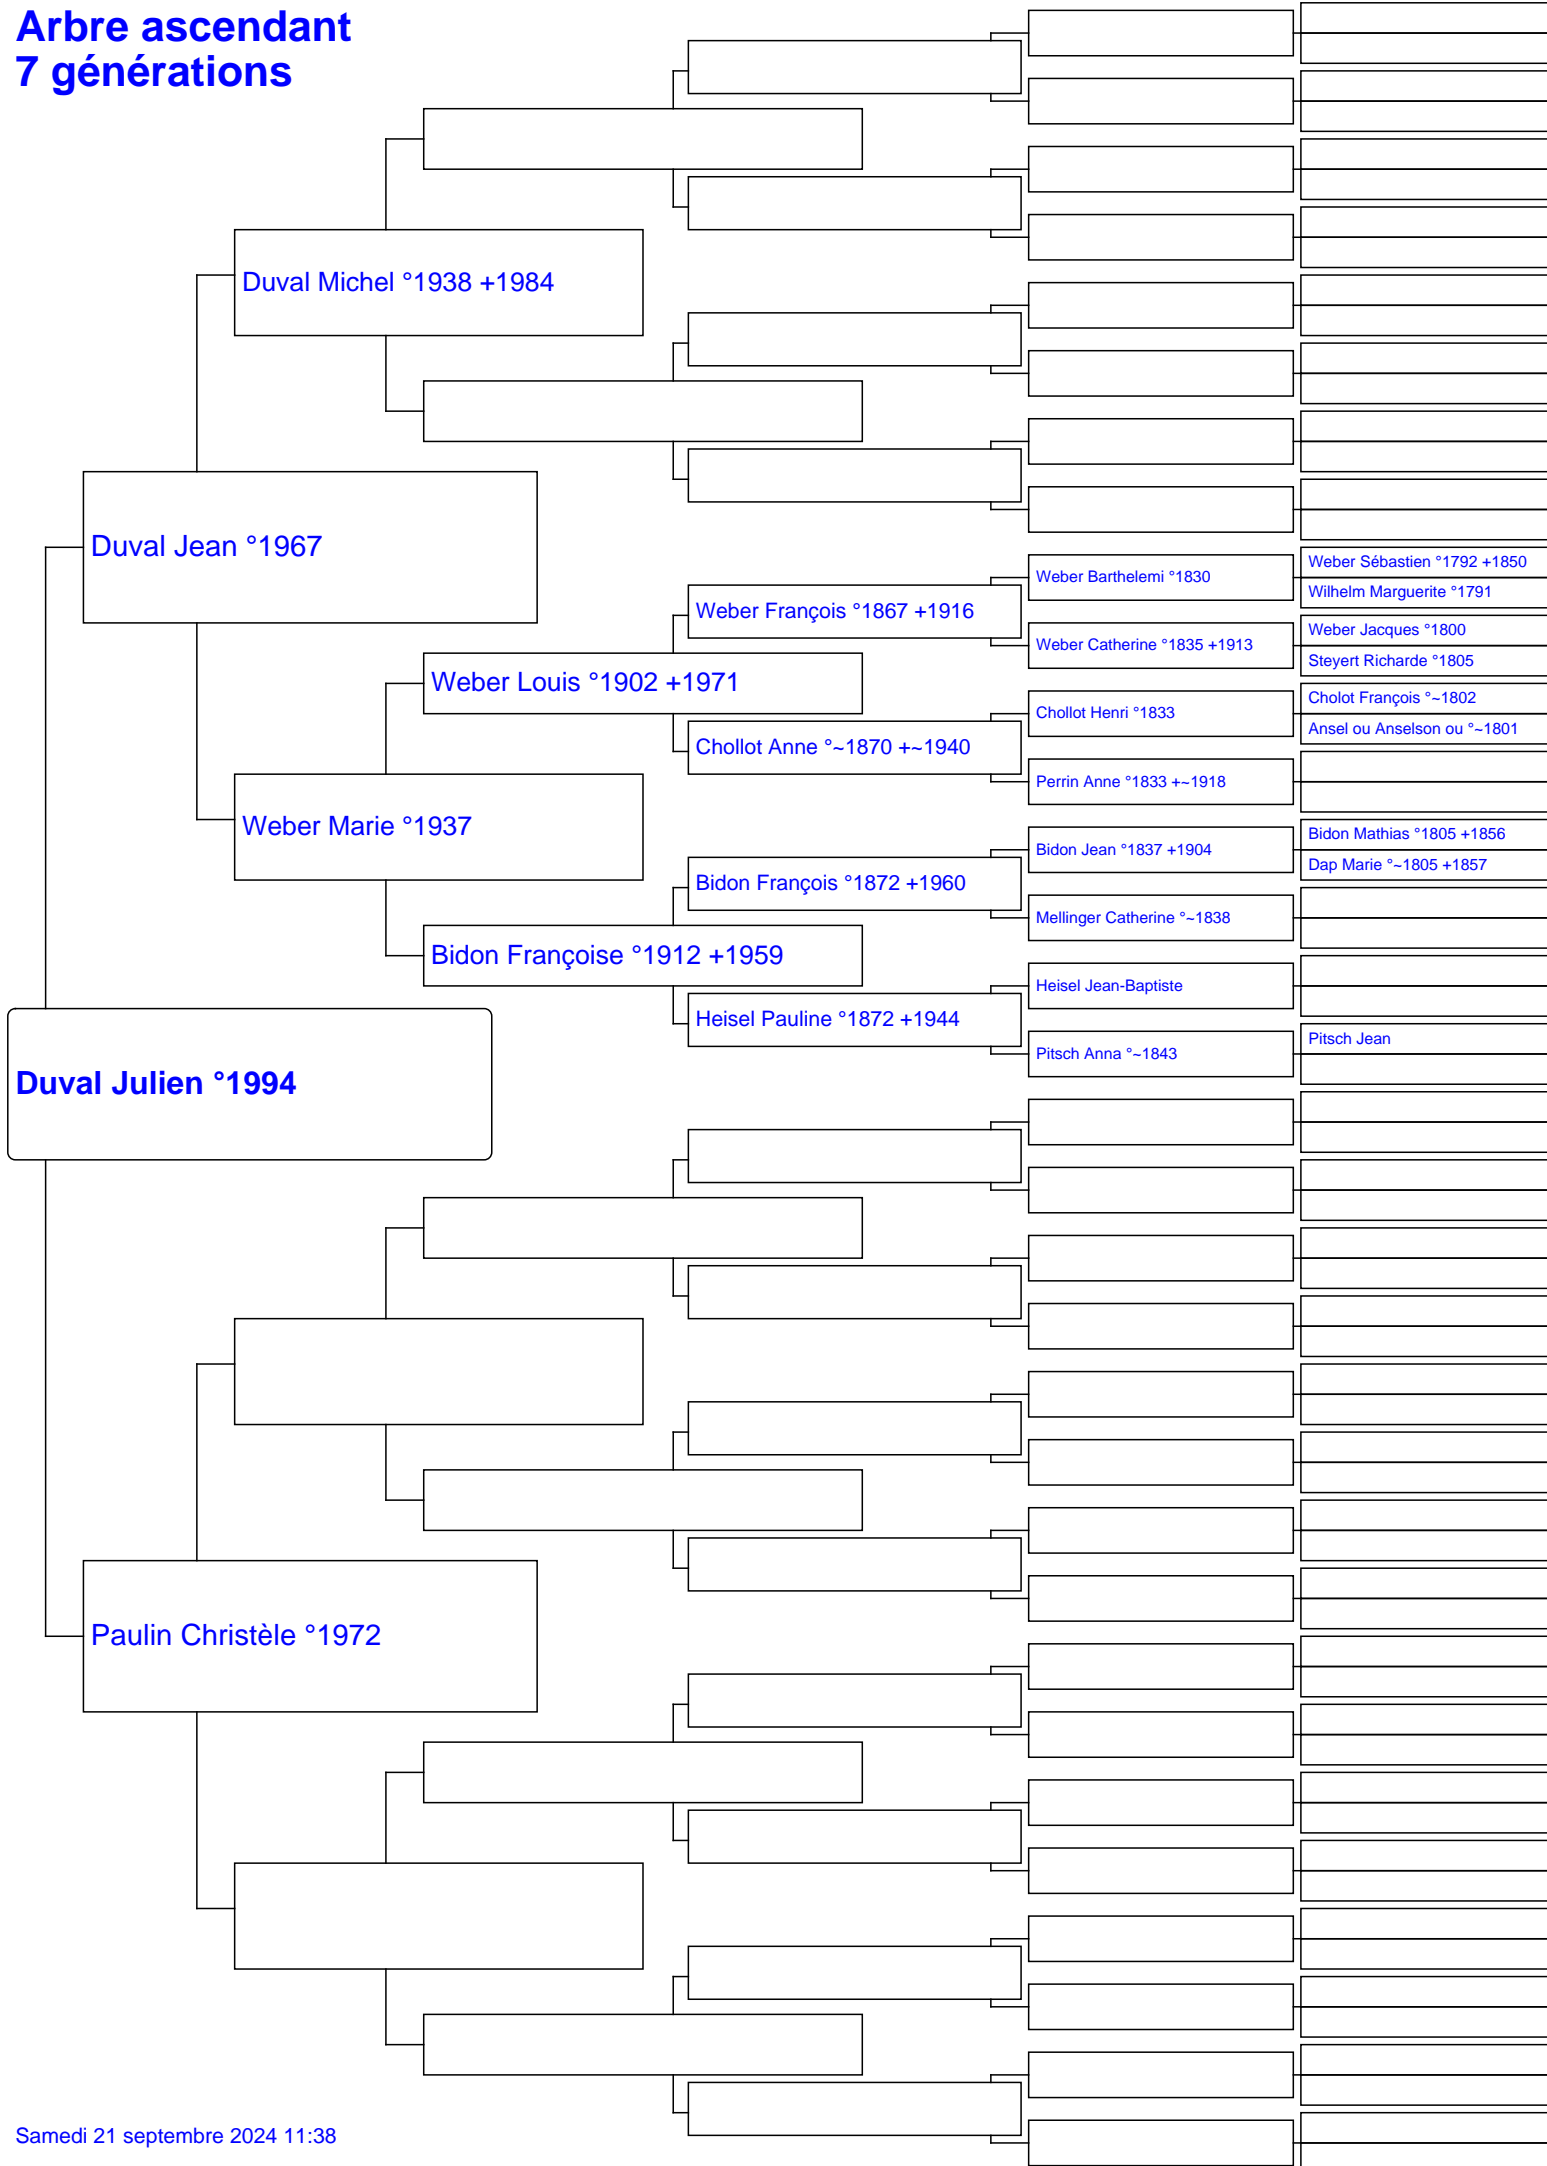 Arbre ascendant
7 générations
Duval Michel °1938 +1984
Duval Jean °1967
Weber Sébastien °1792 +1850
Weber Barthelemi °1830
Wilhelm Marguerite °1791
Weber François °1867 +1916
Weber Jacques °1800
Weber Catherine °1835 +1913
Steyert Richarde °1805
Weber Louis °1902 +1971
Cholot François °~1802
Chollot Henri °1833
Ansel ou Anselson ou °~1801
Chollot Anne °~1870 +~1940
Perrin Anne °1833 +~1918
Weber Marie °1937
Bidon Mathias °1805 +1856
Bidon Jean °1837 +1904
Dap Marie °~1805 +1857
Bidon François °1872 +1960
Mellinger Catherine °~1838
Bidon Françoise °1912 +1959
Heisel Jean-Baptiste
Heisel Pauline °1872 +1944
Pitsch Jean
Pitsch Anna °~1843
Duval Julien °1994
Paulin Christèle °1972
Samedi 21 septembre 2024 11:38